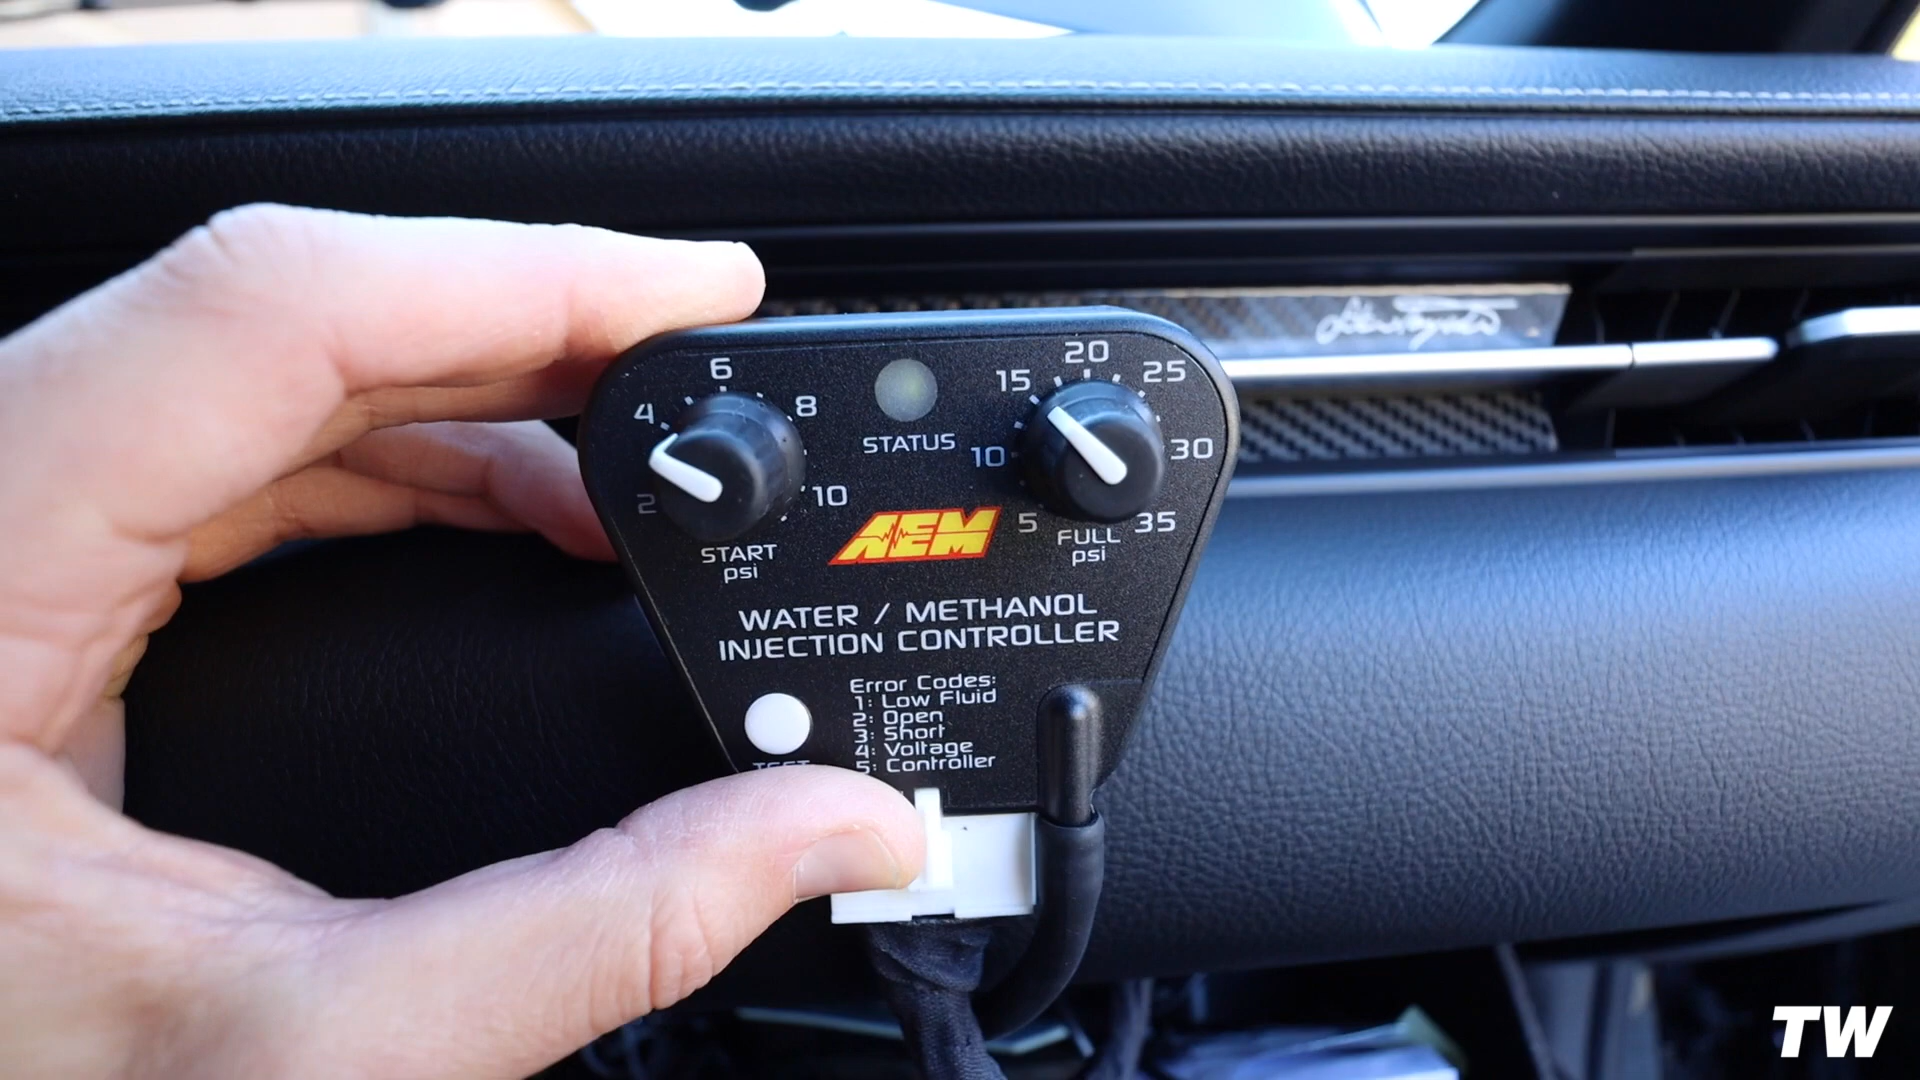 6
4
8
2
10
START
psi
STATUS
20
15
25
10
30
5
35
FULL
psi
AEM
WATER / METHANOL
INJECTION CONTROLLER
Error Codes:
1: Low Fluid
2: Open
3: Short
4: Voltage
5: Controller
TEST
TW